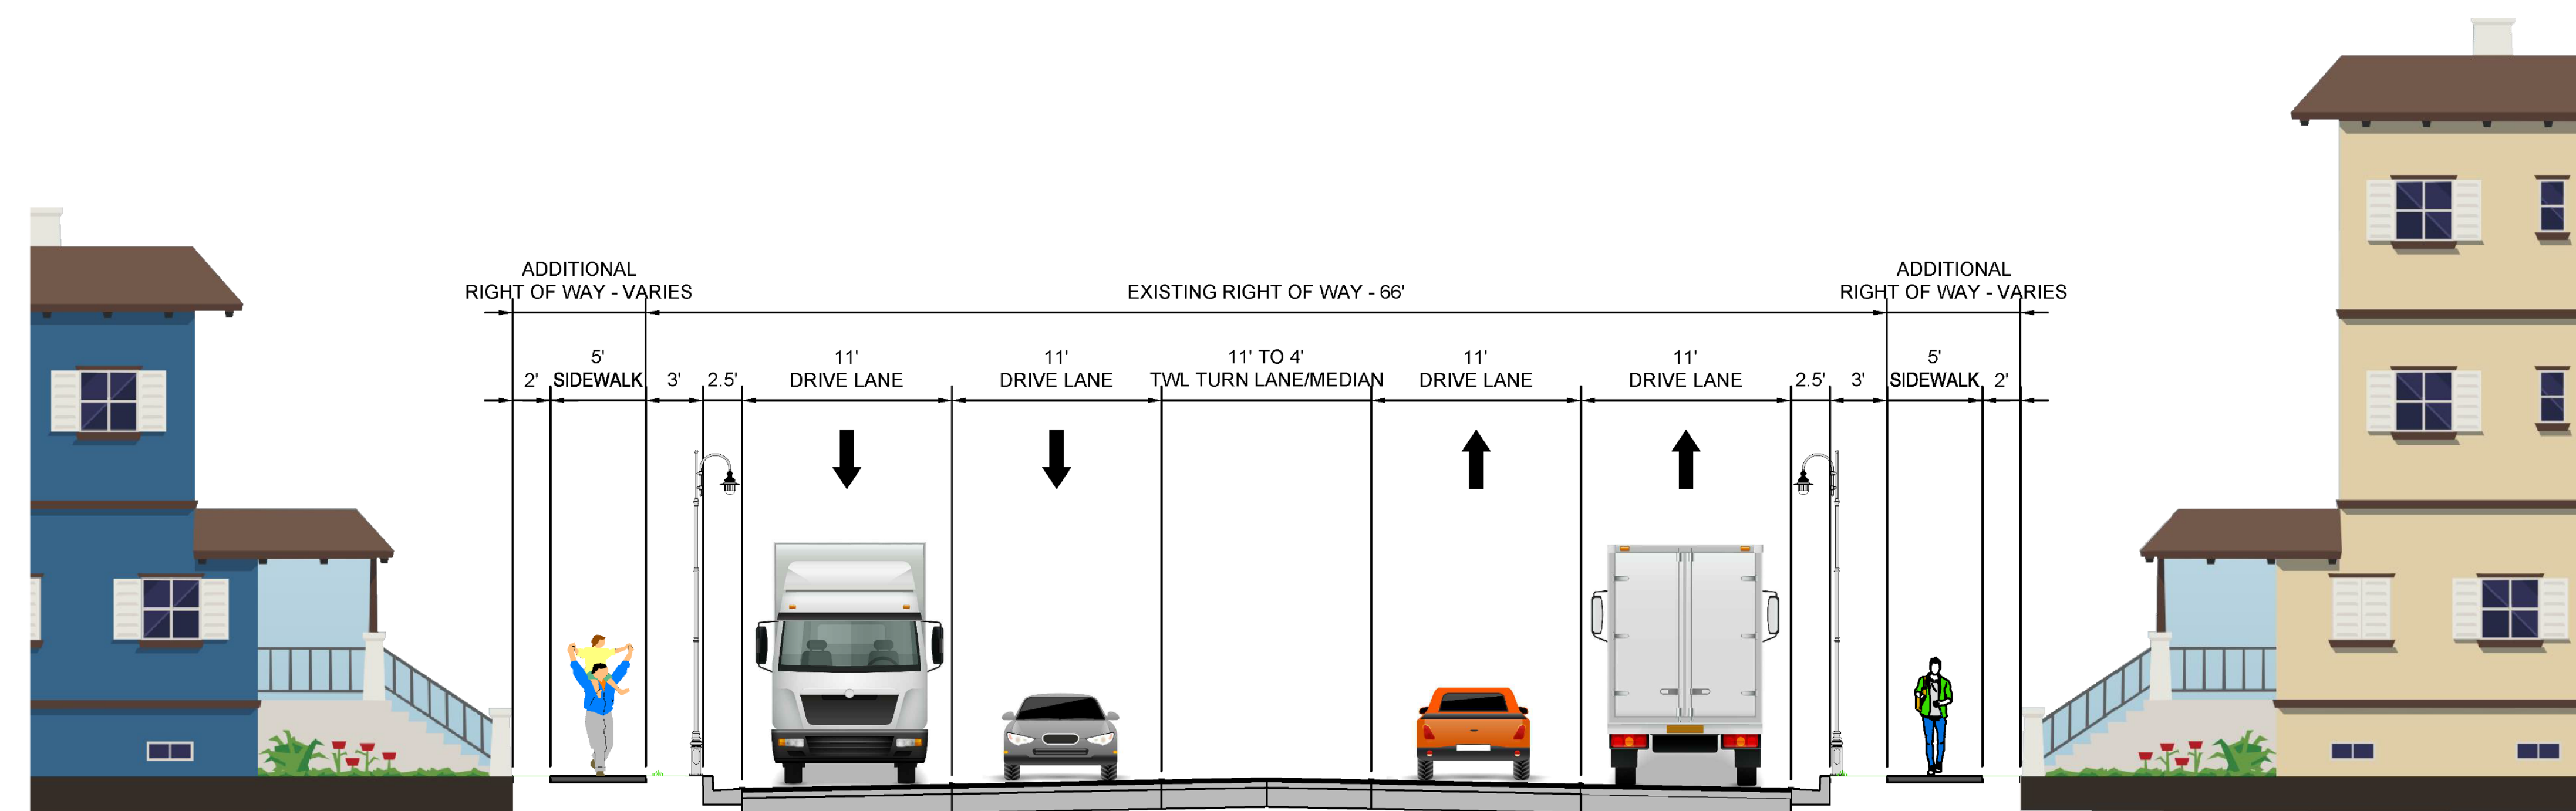 ADDITIONAL
RIGHT OF WAY - VARIES
EXISTING RIGHT OF WAY - 66'
ADDITIONAL
RIGHT OF WAY - VARIES
2'
5'
SIDEWALK
3'
2.5'
11'
DRIVE LANE
11'
DRIVE LANE
11' TO 4'
TWL TURN LANE/MEDIAN
11'
DRIVE LANE
11'
DRIVE LANE
2.5'
3'
5'
SIDEWALK
2'